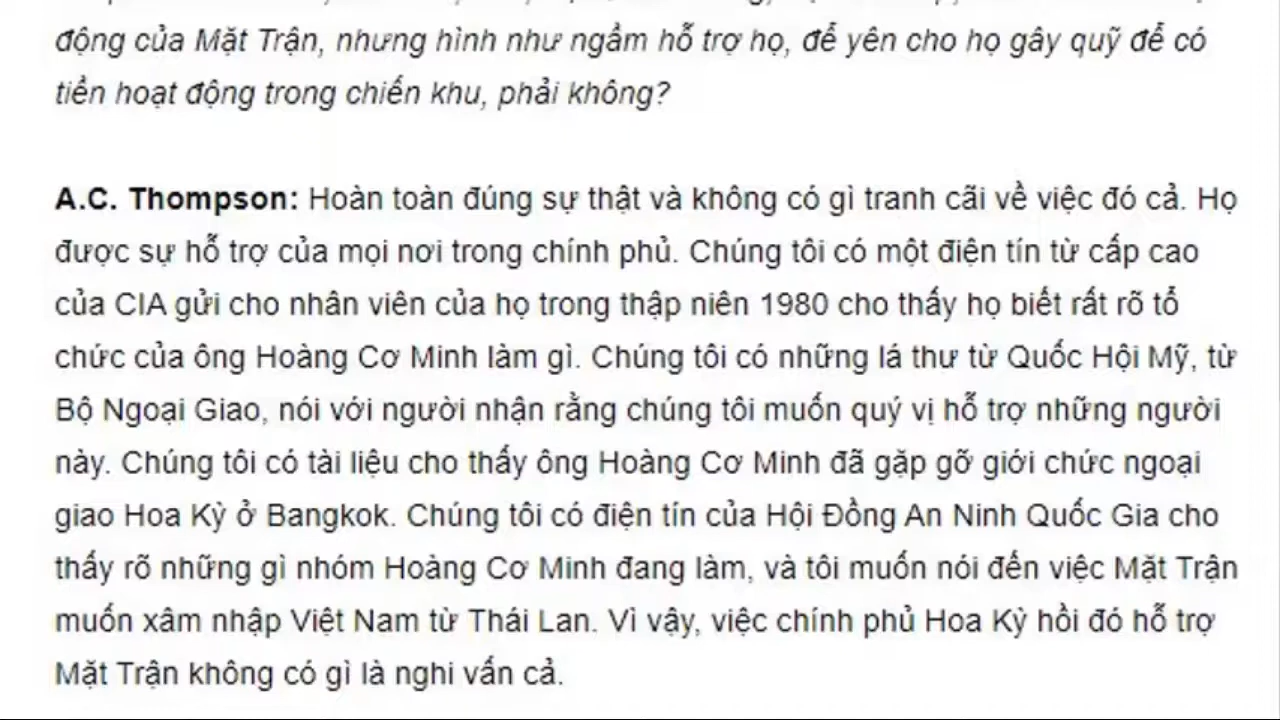 động của Mặt Trận, nhưng hình như ngầm hỗ trợ họ, để yên cho họ gây quỹ để có
tiền hoạt động trong chiến khu, phải không?
A.C. Thompson: Hoàn toàn đúng sự thật và không có gì tranh cãi về việc đó cả. Họ
được sự hỗ trợ của mọi nơi trong chính phủ. Chúng tôi có một điện tín từ cấp cao
của CIA gửi cho nhân viên của họ trong thập niên 1980 cho thấy họ biết rất rõ tổ
chức của ông Hoàng Cơ Minh làm gì. Chúng tôi có những lá thư từ Quốc Hội Mỹ, từ
Bộ Ngoại Giao, nói với người nhận rằng chúng tôi muốn quý vị hỗ trợ những người
này. Chúng tôi có tài liệu cho thấy ông Hoàng Cơ Minh đã gặp gỡ giới chức ngoại
giao Hoa Kỳ ở Bangkok. Chúng tôi có điện tín của Hội Đồng An Ninh Quốc Gia cho
thấy rõ những gì nhóm Hoàng Cơ Minh đang làm, và tôi muốn nói đến việc Mặt Trận
muốn xâm nhập Việt Nam từ Thái Lan. Vì vậy, việc chính phủ Hoa Kỳ hồi đó hỗ trợ
Mặt Trận không có gì là nghi vấn cả.